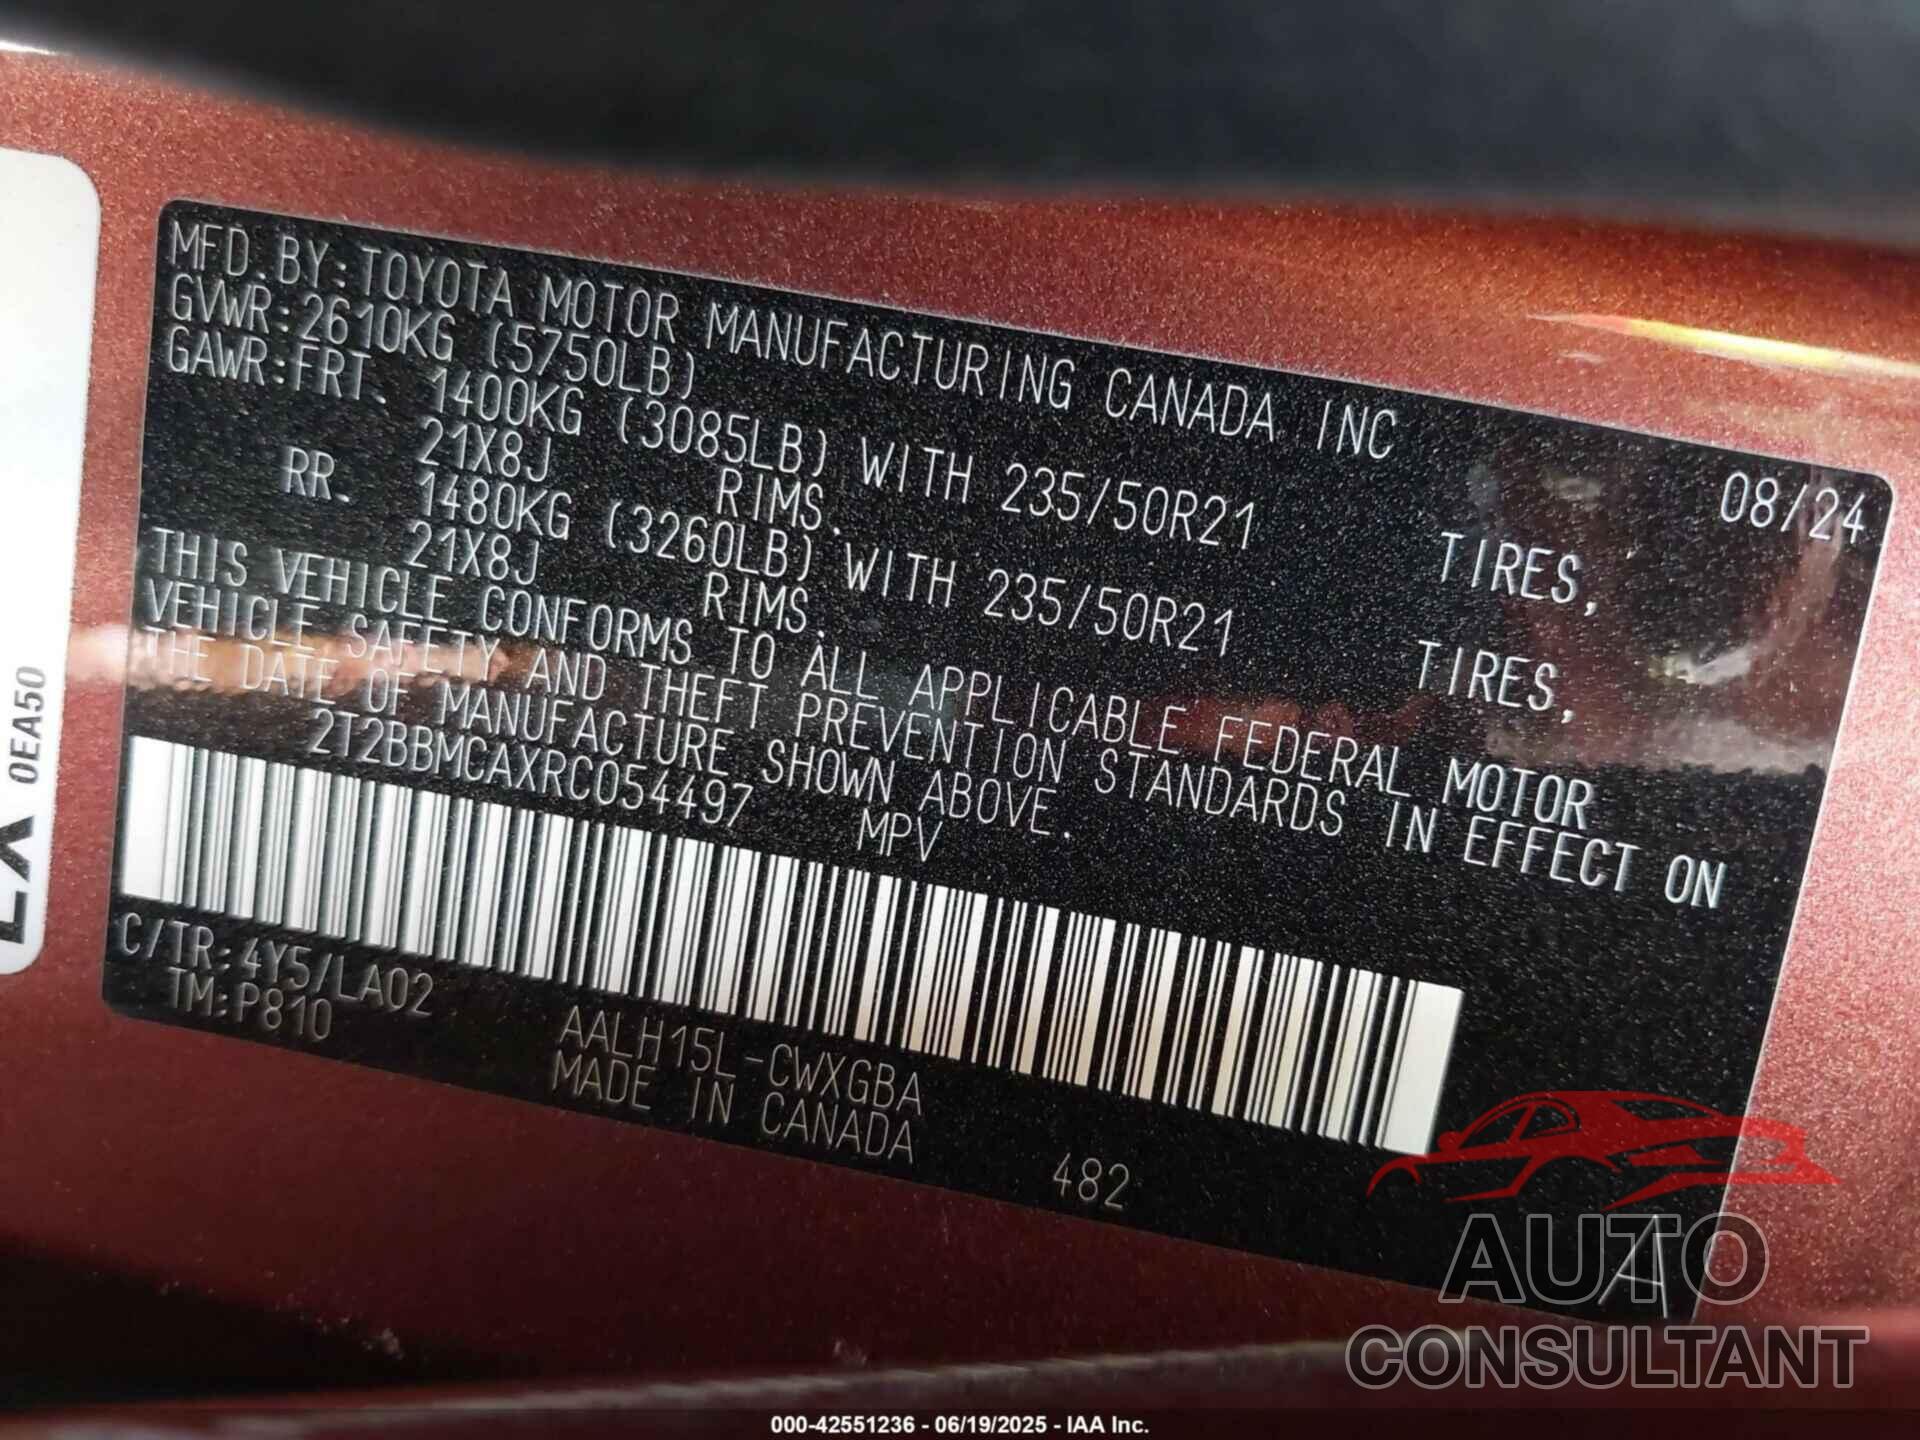 MFD.BY:TOYOTA MOTOR MANUFACTURING CANADA INC 08/24
GVWR:2610KG (5750LB)
GAWR:FRT. 1400KG (3085LB) WITH 235/50R21 TIRES,
21X8J RIMS.
RR. 1480KG (3260LB) WITH 235/50R21 TIRES,
21X8J RIMS.
THIS VEHICLE CONFORMS TO ALL APPLICABLE FEDERAL MOTOR
VEHICLE SAFETY AND THEFT PREVENTION STANDARDS IN EFFECT ON
THE DATE OF MANUFACTURE SHOWN ABOVE.
2T2BBMCAXRC054497 MPV
C/TR:4Y5/LA02
TM:P810
AALH15L-CWXGBA
MADE IN CANADA
482
A
0EA50
AUTO
CONSULTANT
000-42551236 - 06/19/2025 - IAA Inc.